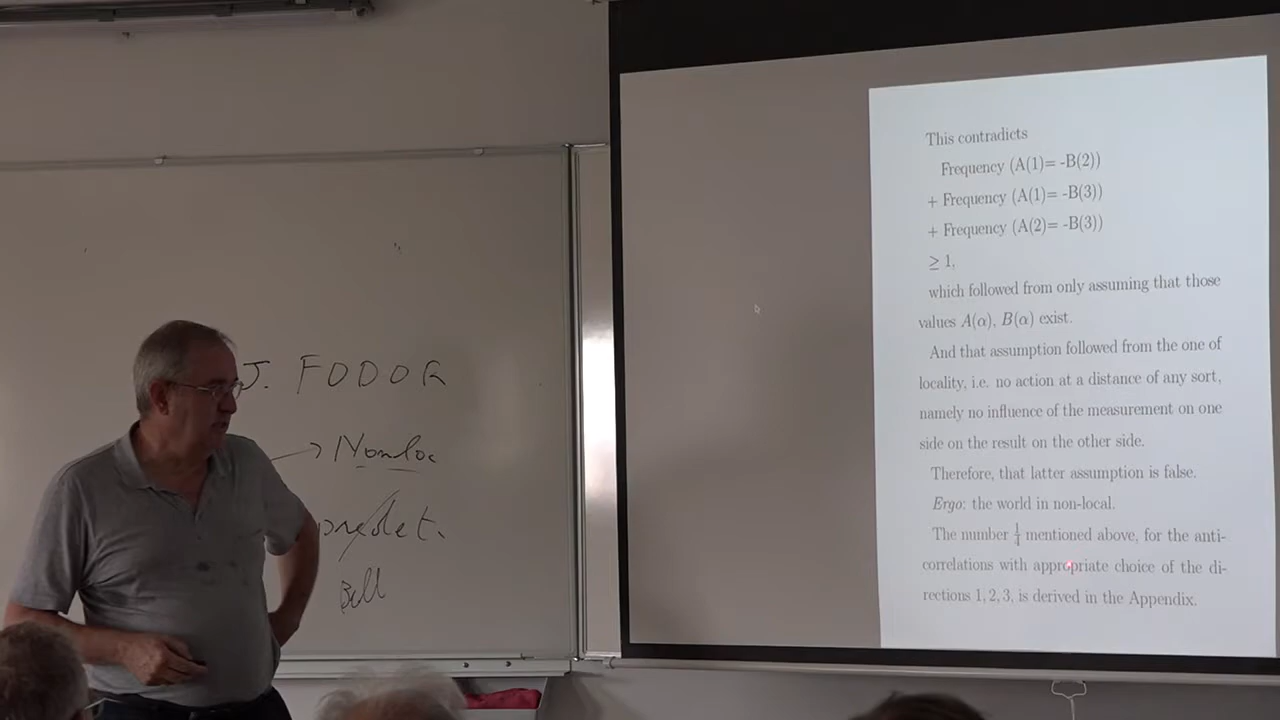 J. FODOR
→ Nonloc
Bell
This contradicts
Frequency (A(1)= -B(2))
+ Frequency (A(1)= -B(3))
+ Frequency (A(2)= -B(3))
≥ 1,
which followed from only assuming that those
values A(α), B(α) exist.
And that assumption followed from the one of
locality, i.e. no action at a distance of any sort,
namely no influence of the measurement on one
side on the result on the other side.
Therefore, that latter assumption is false.
Ergo: the world in non-local.
The number 1/4 mentioned above, for the anti-
correlations with appropriate choice of the di-
rections 1, 2, 3, is derived in the Appendix.